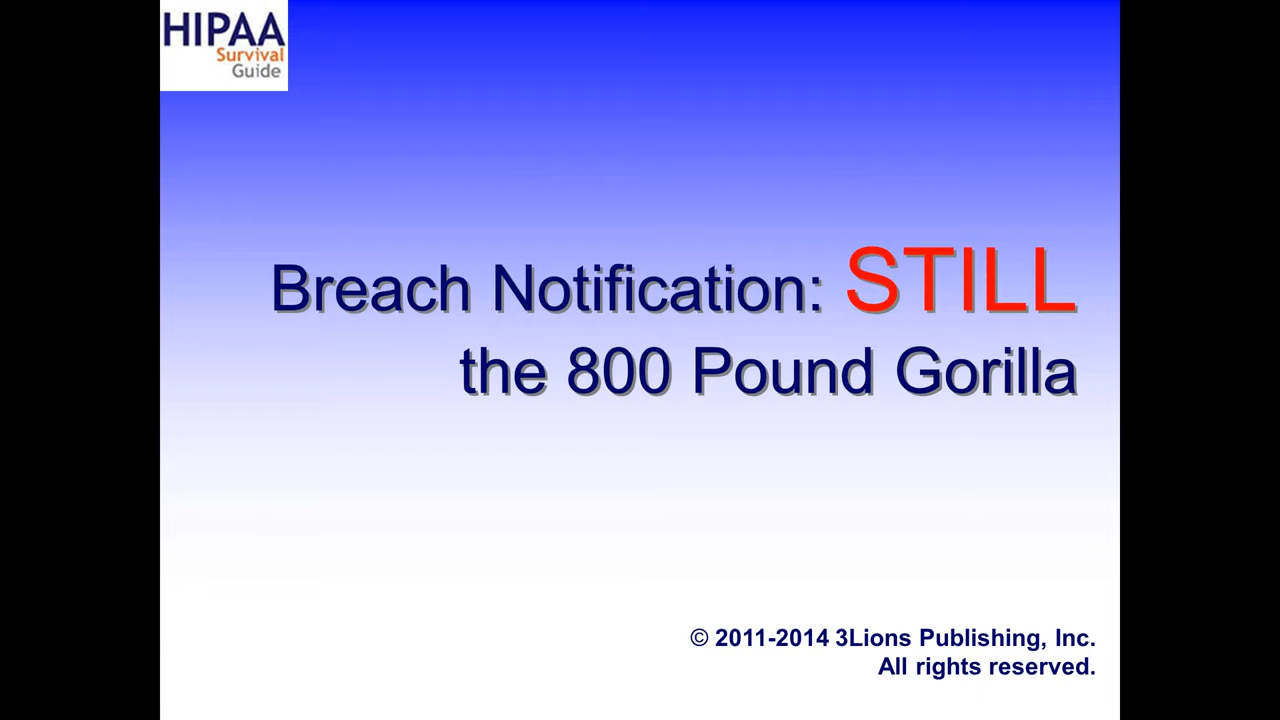 HIPAA
Survival
Guide
Breach Notification: STILL
the 800 Pound Gorilla
© 2011-2014 3Lions Publishing, Inc.
All rights reserved.